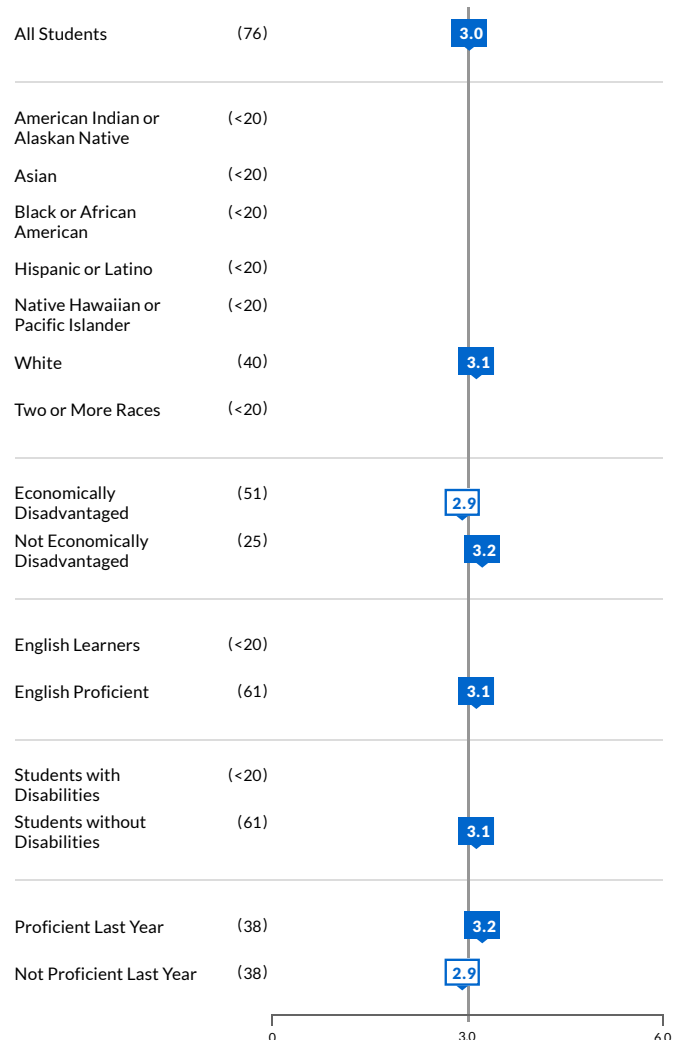 All Students (76) 3.0
American Indian or
Alaskan Native (<20)
Asian (<20)
Black or African
American (<20)
Hispanic or Latino (<20)
Native Hawaiian or
Pacific Islander (<20)
White (40) 3.1
Two or More Races (<20)
Economically
Disadvantaged (51) 2.9
Not Economically
Disadvantaged (25) 3.2
English Learners (<20)
English Proficient (61) 3.1
Students with
Disabilities (<20)
Students without
Disabilities (61) 3.1
Proficient Last Year (38) 3.2
Not Proficient Last Year (38) 2.9
0 3.0 6.0